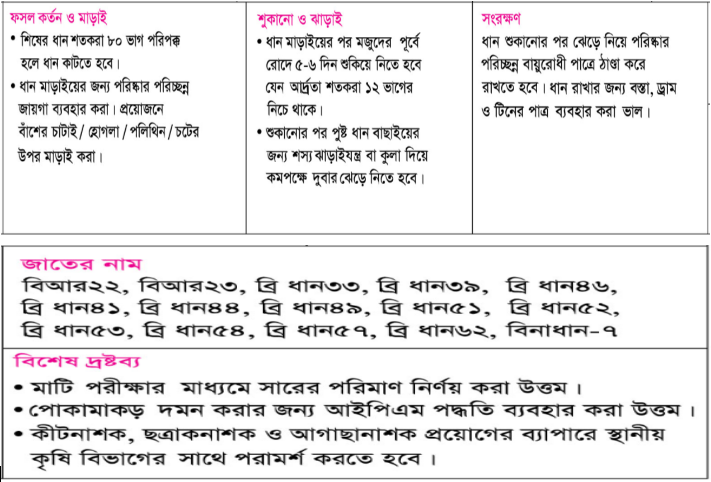 ফসল কর্তন ও মাড়াই
• শিষের ধান শতকরা ৮০ ভাগ পরিপক্ক
হলে ধান কাটতে হবে।
• ধান মাড়াইয়ের জন্য পরিষ্কার পরিচ্ছন্ন
জায়গা ব্যবহার করা। প্রয়োজনে
বাঁশের চাটাই / হোগলা / পলিথিন / চটের
উপর মাড়াই করা।
শুকানো ও ঝাড়াই
• ধান মাড়াইয়ের পর মজুদের পূর্বে
রোদে ৫-৬ দিন শুকিয়ে নিতে হবে
যেন আর্দ্রতা শতকরা ১২ ভাগের
নিচে থাকে।
• শুকানোর পর পুষ্ট ধান বাছাইয়ের
জন্য শস্য ঝাড়াইযন্ত্র বা কুলা দিয়ে
কমপক্ষে দুবার ঝেড়ে নিতে হবে।
সংরক্ষণ
ধান শুকানোর পর ঝেড়ে নিয়ে পরিষ্কার
পরিচ্ছন্ন বায়ুরোধী পাত্রে ঠাণ্ডা করে
রাখতে হবে। ধান রাখার জন্য বস্তা, ড্রাম
ও টিনের পাত্র ব্যবহার করা ভাল।
জাতের নাম
বিআর২২, বিআর২৩, ব্রি ধান৩৩, ব্রি ধান৩৯, ব্রি ধান৪৬,
ব্রি ধান৪১, ব্রি ধান৪৪, ব্রি ধান৪৯, ব্রি ধান৫১, ব্রি ধান৫২,
ব্রি ধান৫৩, ব্রি ধান৫৪, ব্রি ধান৫৭, ব্রি ধান৬২, বিনাধান-৭
বিশেষ দ্রষ্টব্য
• মাটি পরীক্ষার মাধ্যমে সারের পরিমাণ নির্ণয় করা উত্তম।
• পোকামাকড় দমন করার জন্য আইপিএম পদ্ধতি ব্যবহার করা উত্তম।
• কীটনাশক, ছত্রাকনাশক ও আগাছানাশক প্রয়োগের ব্যাপারে স্থানীয়
কৃষি বিভাগের সাথে পরামর্শ করতে হবে।